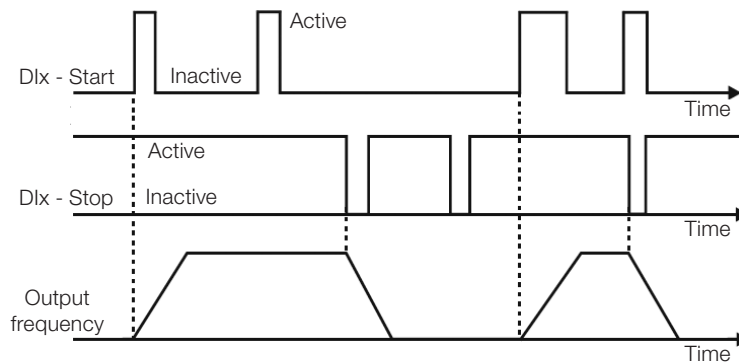 Active
DIx - Start
Inactive
Time
Active
DIx - Stop
Inactive
Time
Output
frequency
Time